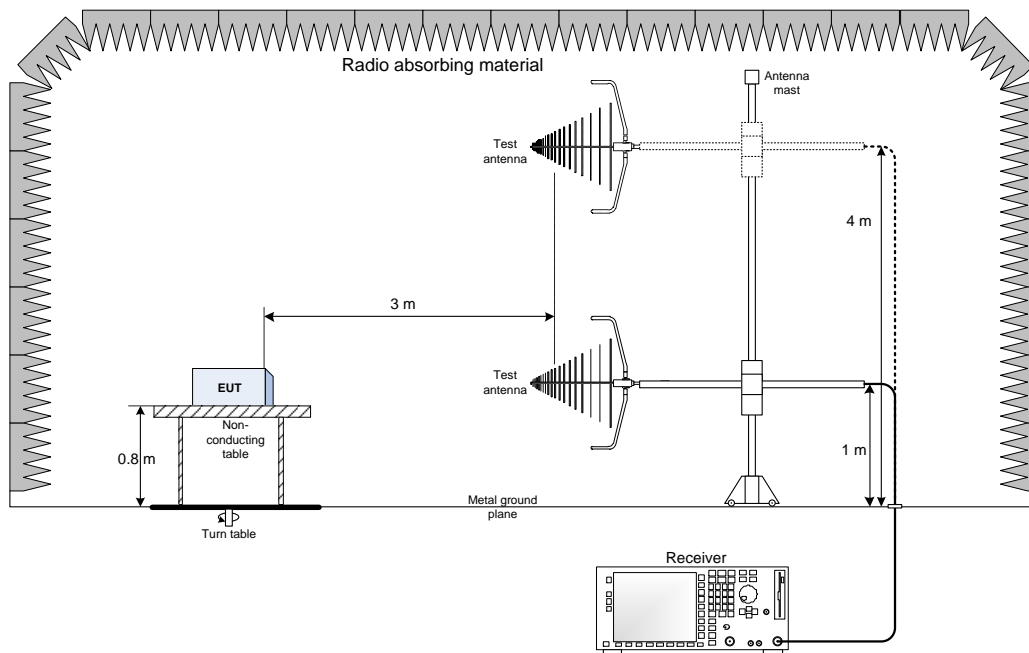 Radio absorbing material
Antenna
mast
Test
antenna
4 m
3 m
Test
antenna
EUT
Non-
conducting
table
0.8 m
1 m
Metal ground
plane
Turn table
Receiver